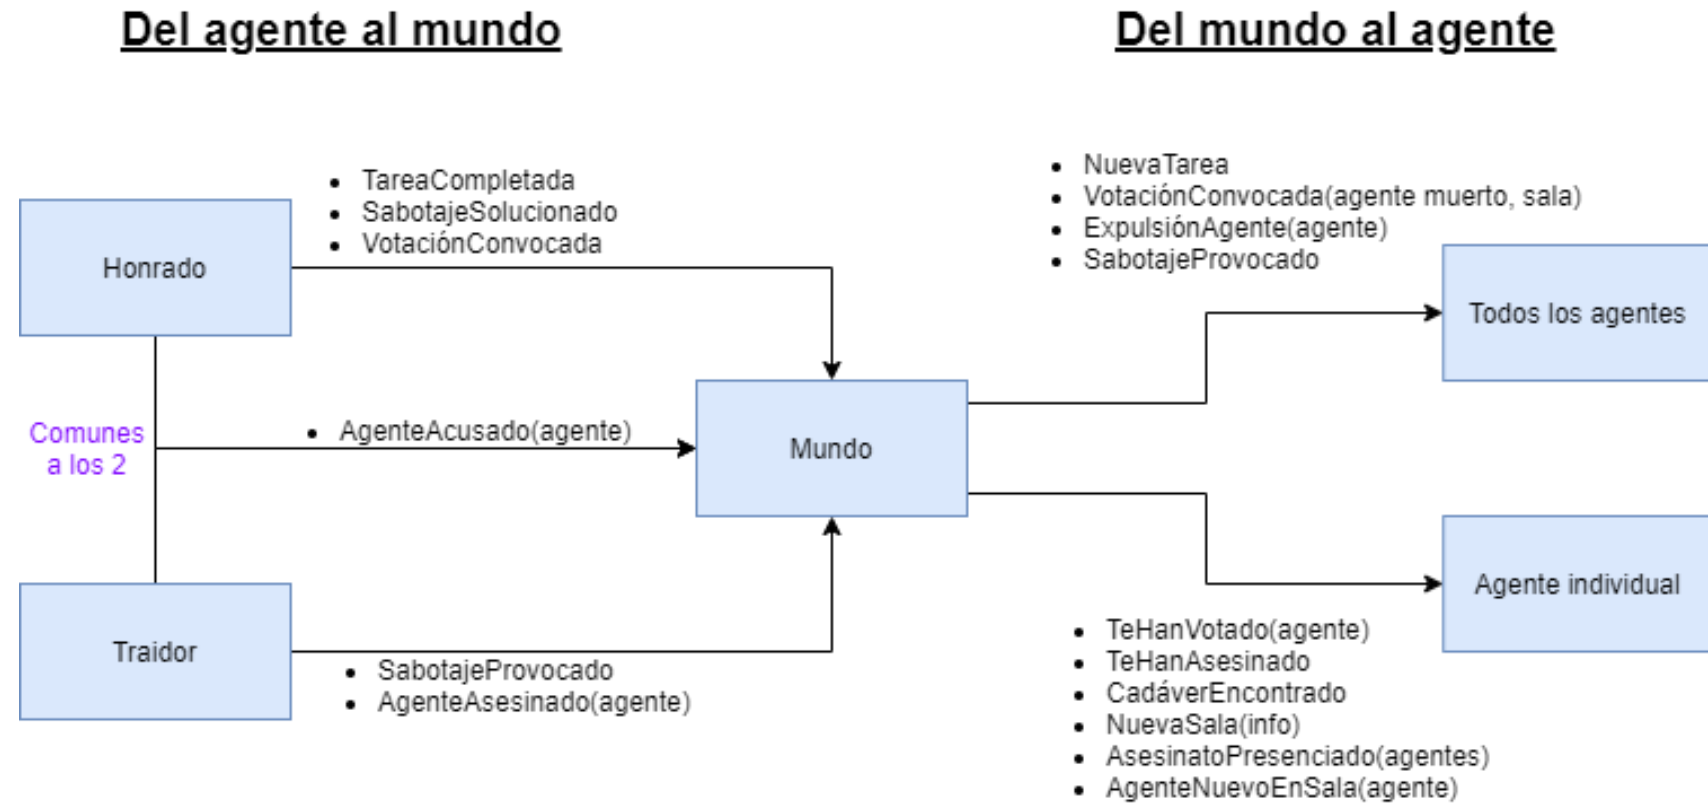 Del agente al mundo
Del mundo al agente
• TareaCompletada
• SabotajeSolucionado
• VotaciónConvocada
Honrado
Comunes
a los 2
• AgenteAcusado(agente)
Mundo
Traidor
• SabotajeProvocado
• AgenteAsesinado(agente)
• NuevaTarea
• VotaciónConvocada(agente muerto, sala)
• ExpulsiónAgente(agente)
• SabotajeProvocado
Todos los agentes
Agente individual
• TeHanVotado(agente)
• TeHanAsesinado
• CadáverEncontrado
• NuevaSala(info)
• AsesinatoPresenciado(agentes)
• AgenteNuevoEnSala(agente)